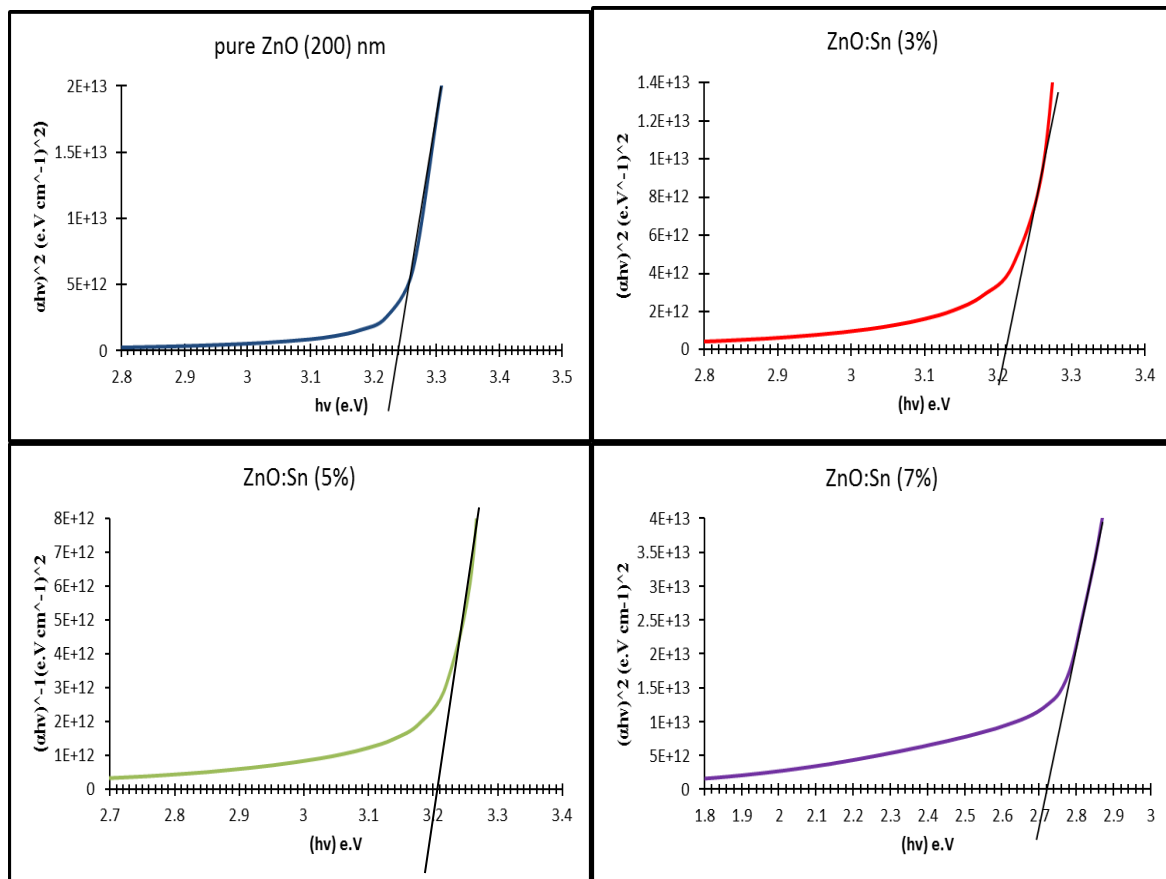 pure ZnO (200) nm
αhv)^2 (e.V cm^-1)^2)
2E+13
1.5E+13
1E+13
5E+12
0
2.8 2.9 3 3.1 3.2 3.3 3.4 3.5
hv (e.V)
ZnO:Sn (3%)
(αhv)^2 (e.V^-1)^2
1.4E+13
1.2E+13
1E+13
8E+12
6E+12
4E+12
2E+12
0
2.8 2.9 3 3.1 3.2 3.3 3.4
(hv) e.V
ZnO:Sn (5%)
(αhv)^-1(e.V cm^-1)^2
8E+12
7E+12
6E+12
5E+12
4E+12
3E+12
2E+12
1E+12
0
2.7 2.8 2.9 3 3.1 3.2 3.3 3.4
(hv) e.V
ZnO:Sn (7%)
(αhv)^2 (e.V cm-1)^2
4E+13
3.5E+13
3E+13
2.5E+13
2E+13
1.5E+13
1E+13
5E+12
0
1.8 1.9 2 2.1 2.2 2.3 2.4 2.5 2.6 2.7 2.8 2.9 3
(hv) e.V